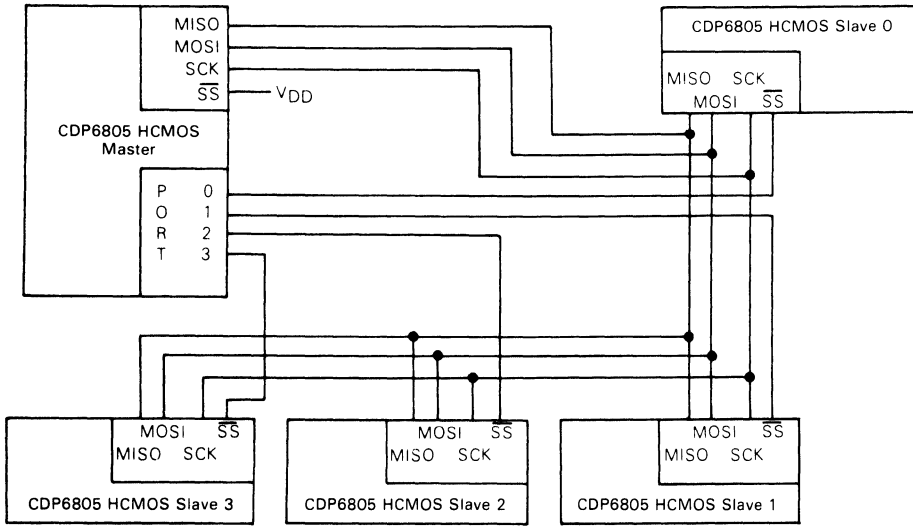 MISO
MOSI
SCK
SS
VDD
CDP6805 HCMOS
Master
P 0
O 1
R 2
T 3
CDP6805 HCMOS Slave 0
MISO SCK
MOSI SS
MOSI SS
MISO SCK
CDP6805 HCMOS Slave 3
MOSI SS
MISO SCK
CDP6805 HCMOS Slave 2
MOSI SS
MISO SCK
CDP6805 HCMOS Slave 1